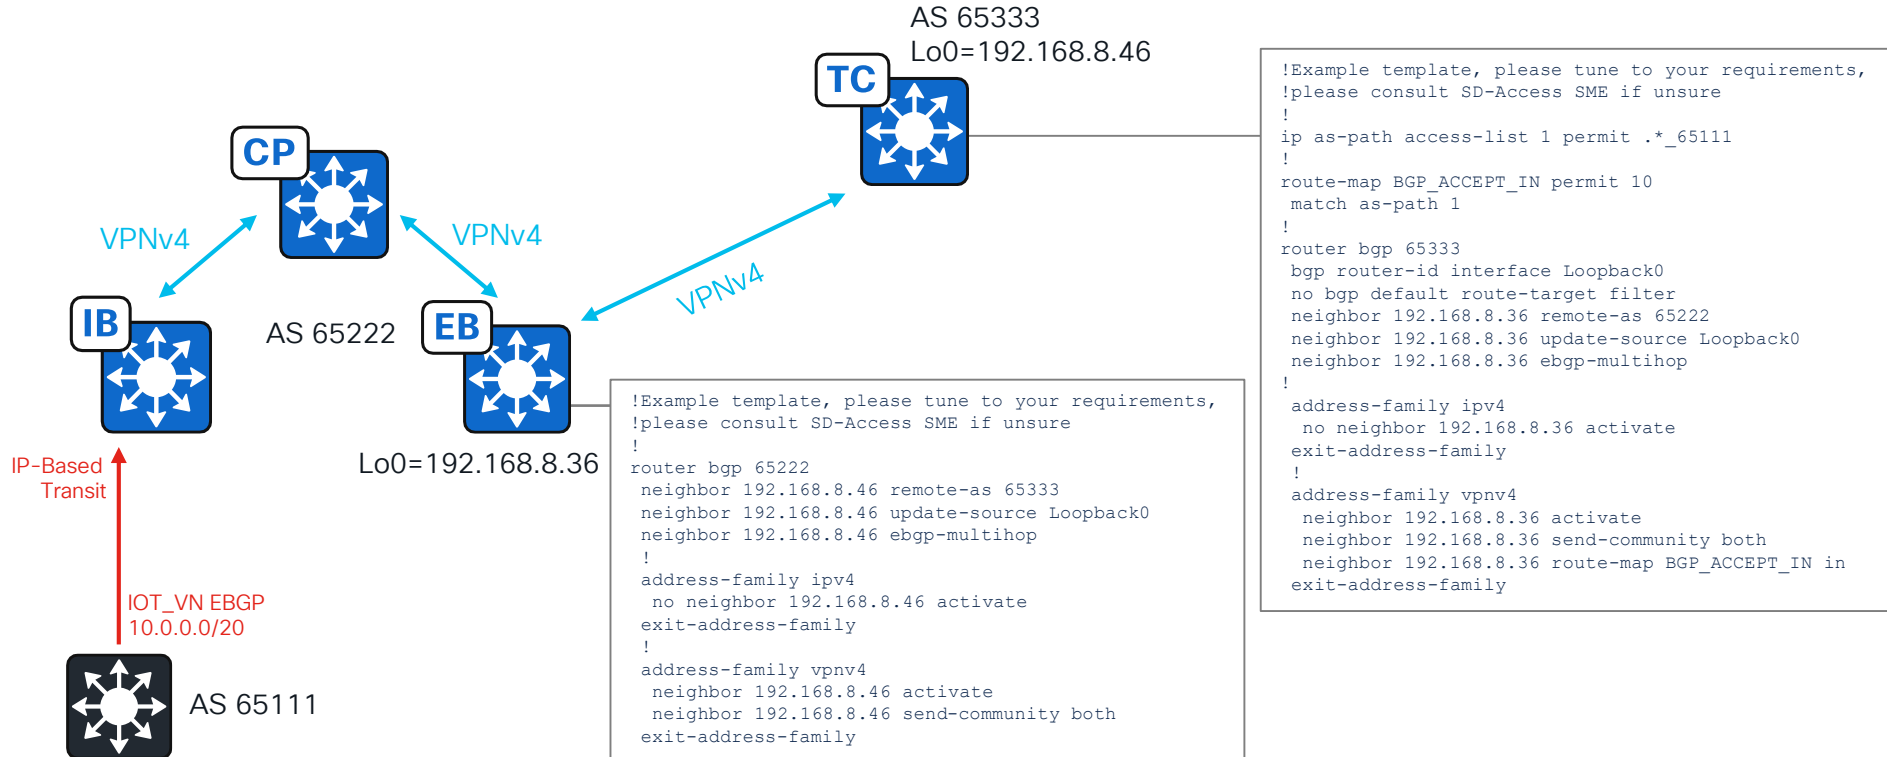 AS 65333
Lo0=192.168.8.46
TC
CP
VPNv4
VPNv4
VPNv4
IB
AS 65222
EB
Lo0=192.168.8.36
IP-Based
Transit
IOT_VN EBGP
10.0.0.0/20
AS 65111
!Example template, please tune to your requirements,
!please consult SD-Access SME if unsure
!
router bgp 65222
 neighbor 192.168.8.46 remote-as 65333
 neighbor 192.168.8.46 update-source Loopback0
 neighbor 192.168.8.46 ebgp-multihop
 !
 address-family ipv4
  no neighbor 192.168.8.46 activate
 exit-address-family
 !
 address-family vpnv4
  neighbor 192.168.8.46 activate
  neighbor 192.168.8.46 send-community both
 exit-address-family
!Example template, please tune to your requirements,
!please consult SD-Access SME if unsure
!
ip as-path access-list 1 permit .*_65111
!
route-map BGP_ACCEPT_IN permit 10
 match as-path 1
!
router bgp 65333
 bgp router-id interface Loopback0
 no bgp default route-target filter
 neighbor 192.168.8.36 remote-as 65222
 neighbor 192.168.8.36 update-source Loopback0
 neighbor 192.168.8.36 ebgp-multihop
!
 address-family ipv4
  no neighbor 192.168.8.36 activate
 exit-address-family
 !
 address-family vpnv4
  neighbor 192.168.8.36 activate
  neighbor 192.168.8.36 send-community both
  neighbor 192.168.8.36 route-map BGP_ACCEPT_IN in
 exit-address-family